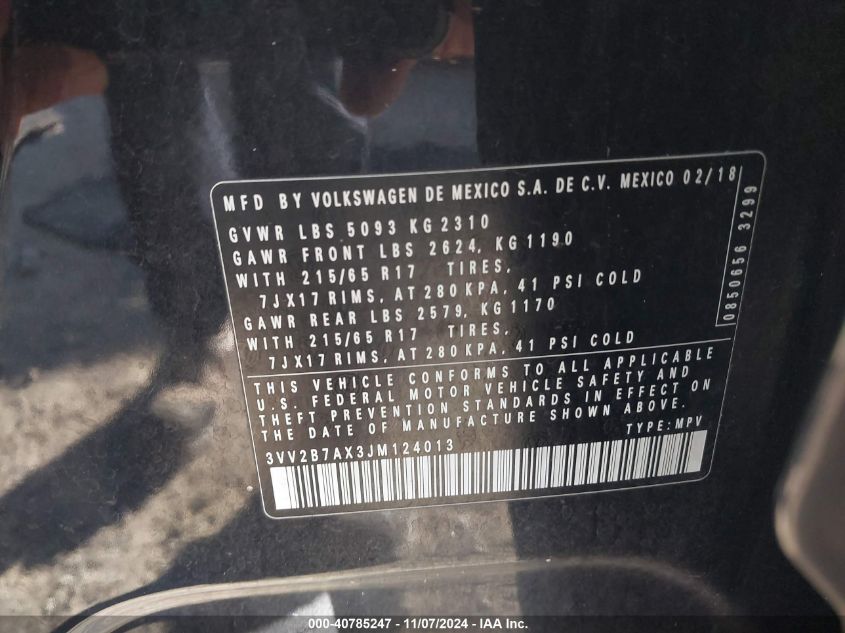 MFD BY VOLKSWAGEN DE MEXICO S.A. DE C.V. MEXICO 02/18
GVWR LBS 5093 KG 2310
GAWR FRONT LBS 2624, KG 1190
WITH 215/65 R17 TIRES,
7JX17 RIMS, AT 280 KPA, 41 PSI COLD
GAWR REAR LBS 2579, KG 1170
WITH 215/65 R17 TIRES,
7JX17 RIMS, AT 280 KPA, 41 PSI COLD
0850656 3299
THIS VEHICLE CONFORMS TO ALL APPLICABLE
U.S. FEDERAL MOTOR VEHICLE SAFETY AND
THEFT PREVENTION STANDARDS IN EFFECT ON
THE DATE OF MANUFACTURE SHOWN ABOVE.
TYPE: MPV
3VV2B7AX3JM124013
000-40785247 - 11/07/2024 - IAA Inc.